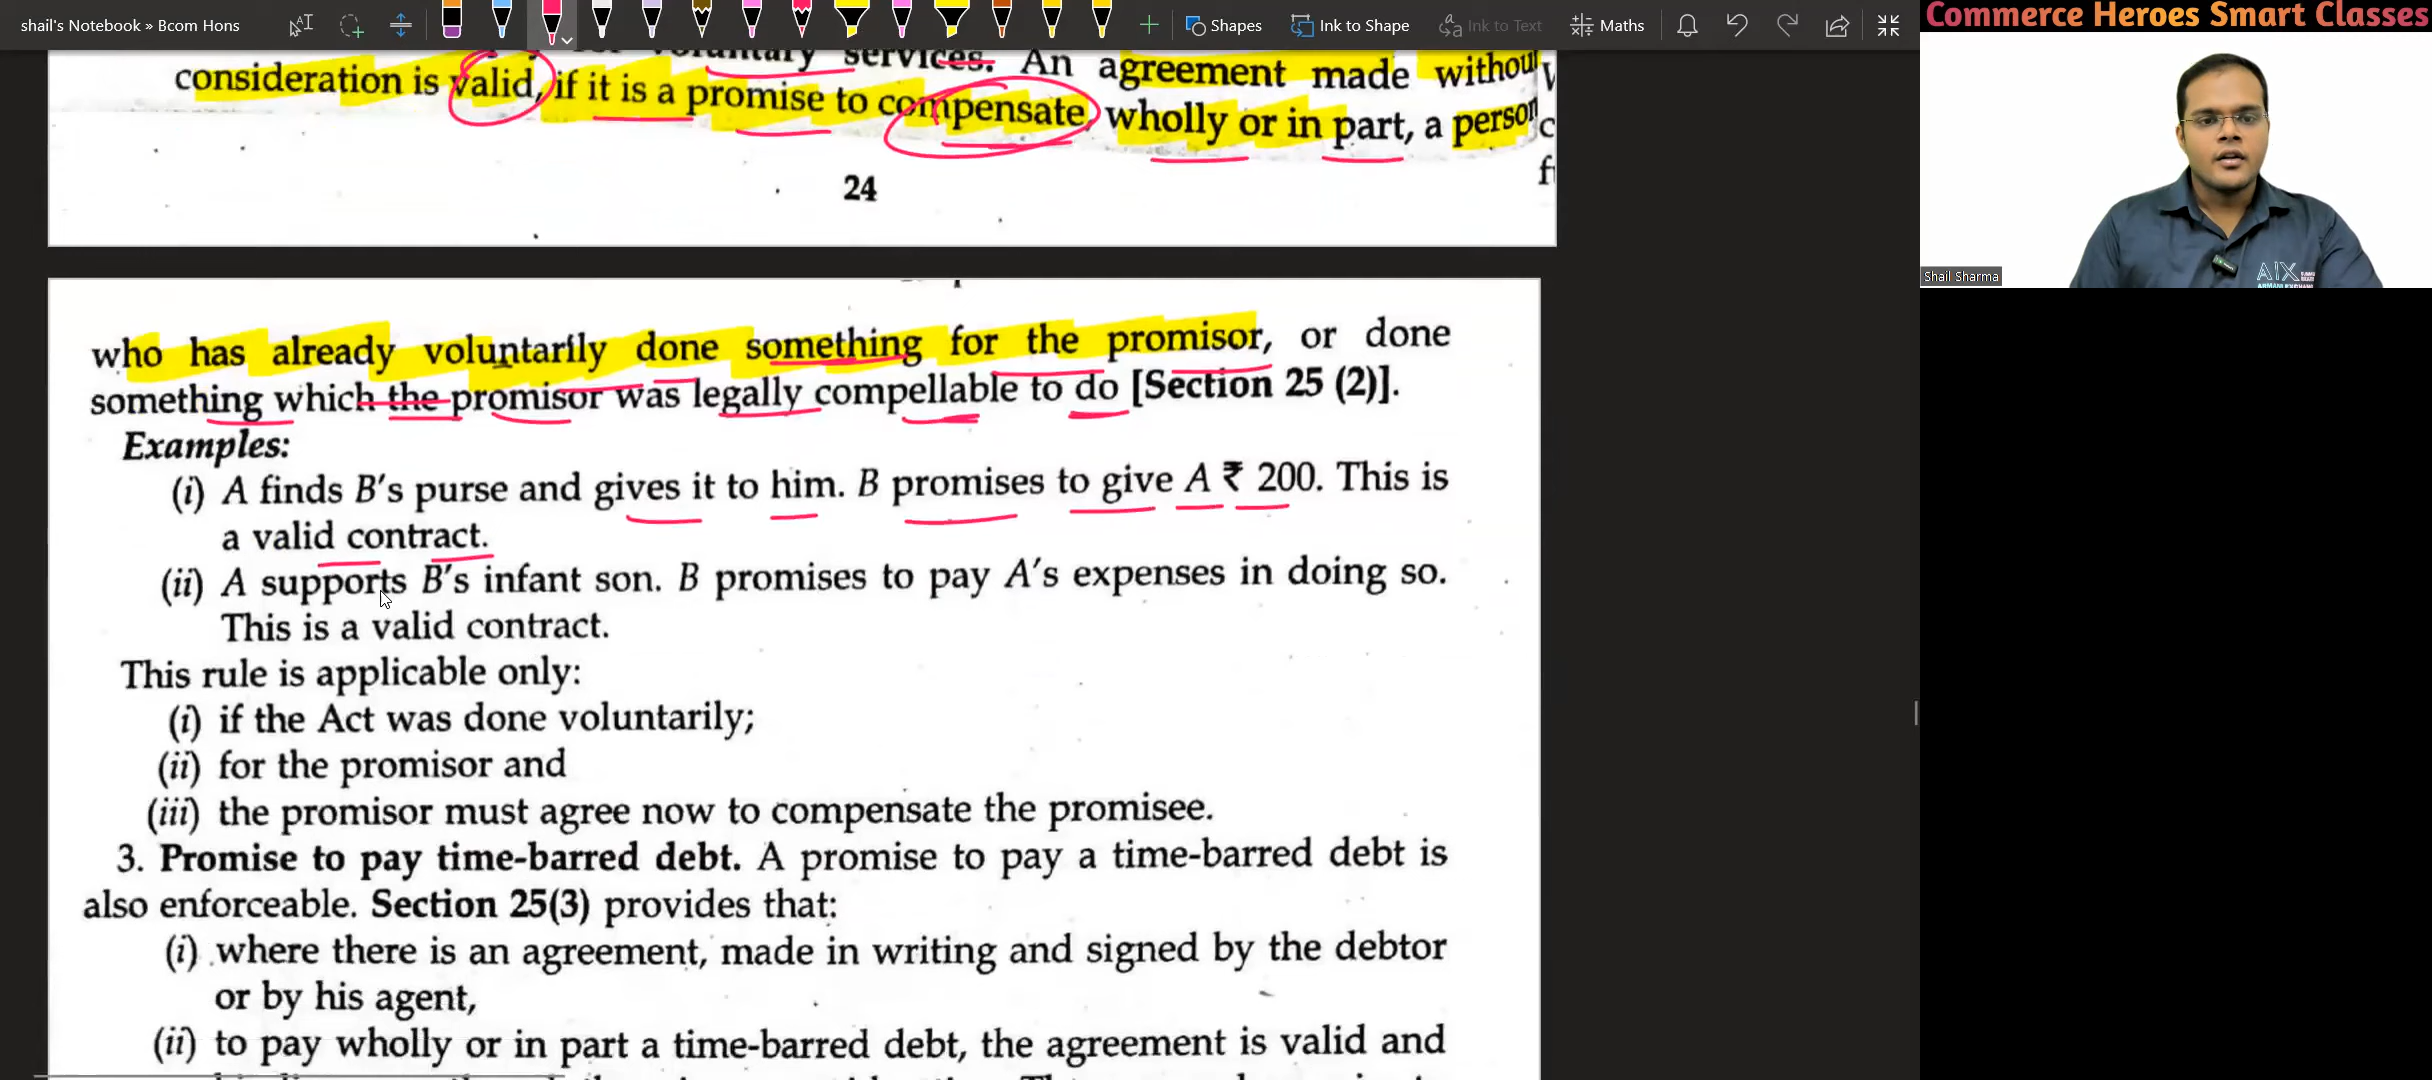 shail's Notebook » Bcom Hons
Shapes
Ink to Shape
Ink to Text
Maths
Commerce Heroes Smart Classes
voluntary services. An agreement made without
consideration is valid, if it is a promise to compensate, wholly or in part, a person
24
who has already voluntarily done something for the promisor, or done
something which the promisor was legally compellable to do [Section 25 (2)].
Examples:
(i) A finds B's purse and gives it to him. B promises to give A ₹ 200. This is
a valid contract.
(ii) A supports B's infant son. B promises to pay A's expenses in doing so.
This is a valid contract.
This rule is applicable only:
(i) if the Act was done voluntarily;
(ii) for the promisor and
(iii) the promisor must agree now to compensate the promisee.
3. Promise to pay time-barred debt. A promise to pay a time-barred debt is
also enforceable. Section 25(3) provides that:
(i) where there is an agreement, made in writing and signed by the debtor
or by his agent,
(ii) to pay wholly or in part a time-barred debt, the agreement is valid and
Shail Sharma
A|X